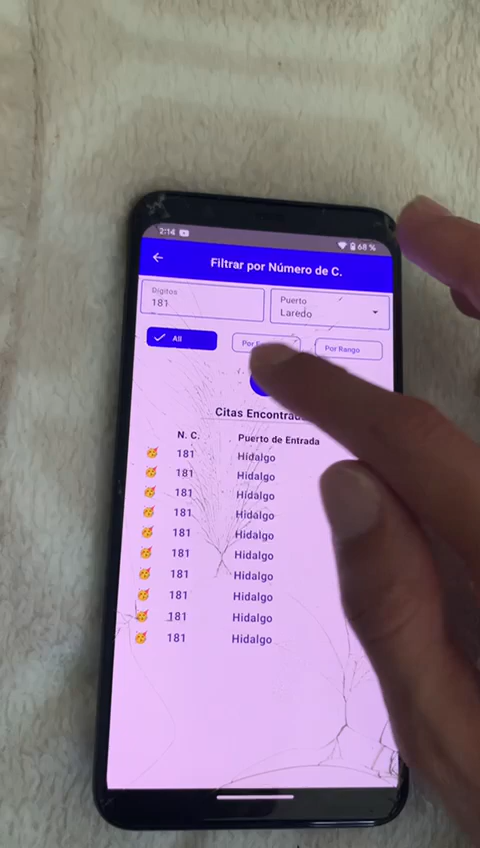 2:14
68 %
Filtrar por Número de C.
Digitos
181
Puerto
Laredo
All
Por
Por Rango
Citas
N. C.
Puerto de Entrada
181 Hidalgo
181 Hidalgo
181 Hidalgo
181 Hidalgo
181 Hidalgo
181 Hidalgo
181 Hidalgo
181 Hidalgo
181 Hidalgo
181 Hidalgo